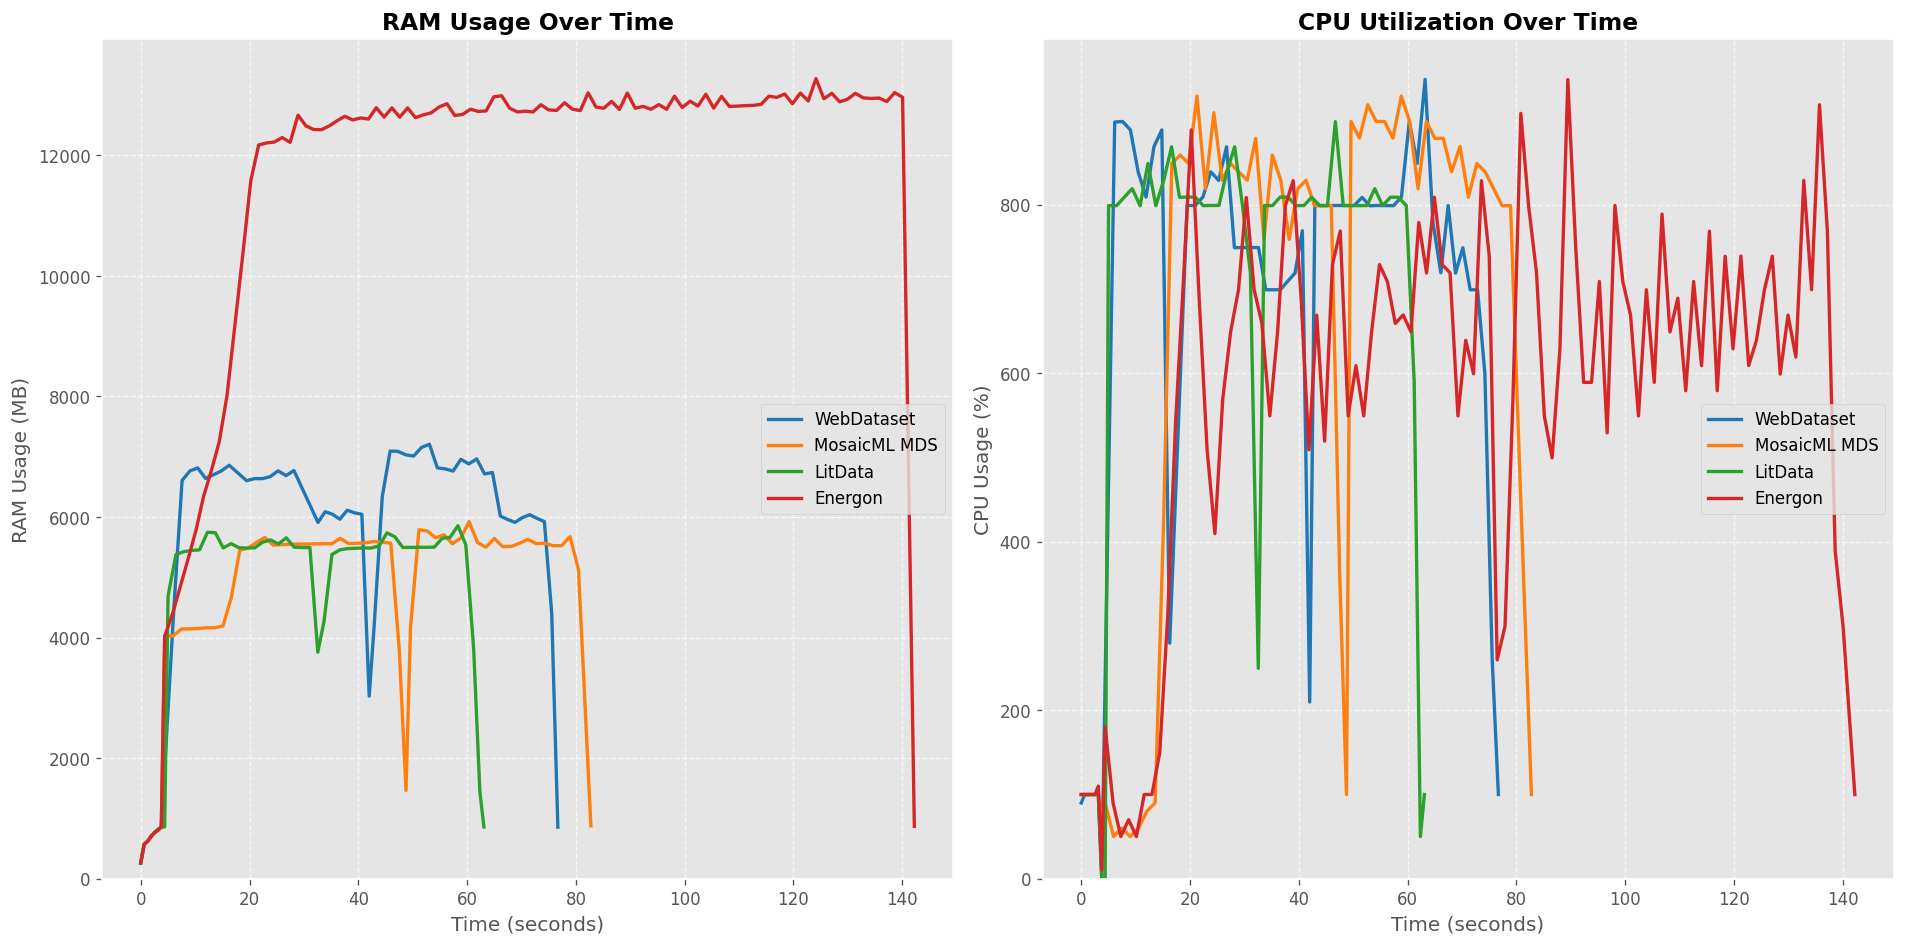 RAM Usage Over Time
RAM Usage (MB)
12000
10000
8000
6000
4000
2000
0
0 20 40 60 80 100 120 140
Time (seconds)
WebDataset
MosaicML MDS
LitData
Energon
CPU Utilization Over Time
CPU Usage (%)
800
600
400
200
0
0 20 40 60 80 100 120 140
Time (seconds)
WebDataset
MosaicML MDS
LitData
Energon